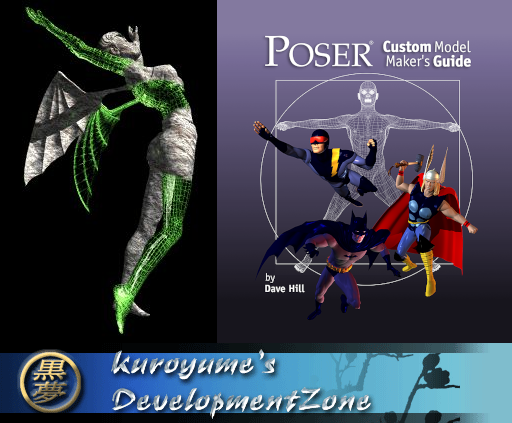 POSER® Custom Model
Maker's Guide
by
Dave Hill
黒
夢
kuroyume's
DevelopmentZone